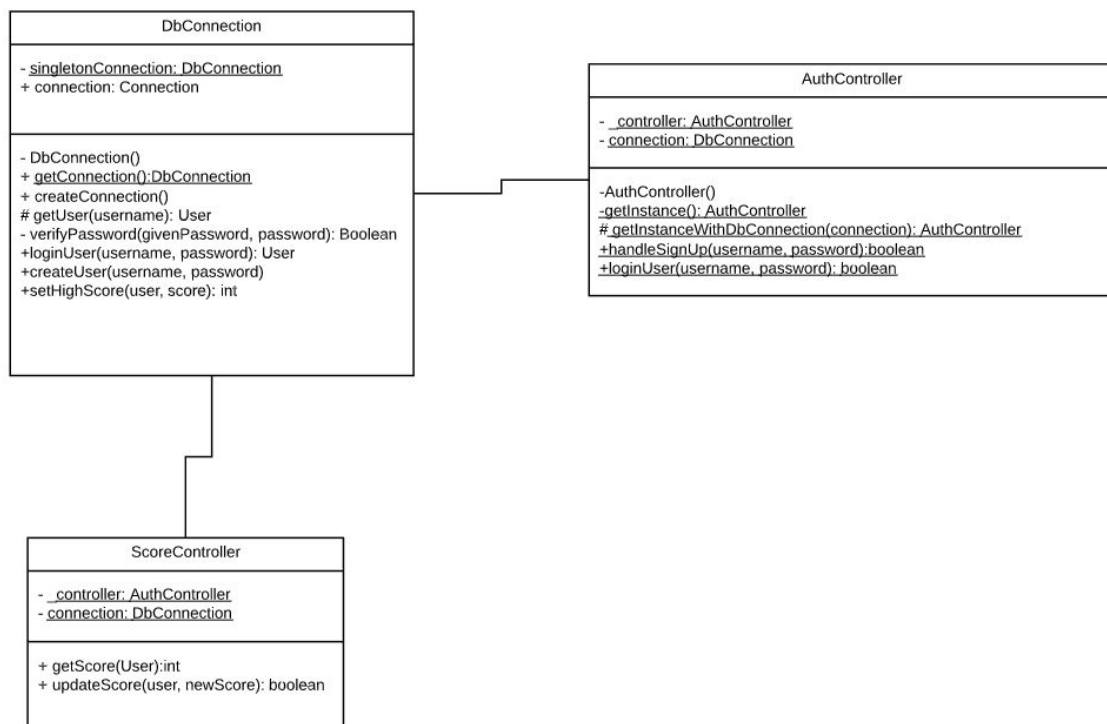 DbConnection
- singletonConnection: DbConnection
+ connection: Connection
- DbConnection()
+ getConnection():DbConnection
+ createConnection()
# getUser(username): User
- verifyPassword(givenPassword, password): Boolean
+loginUser(username, password): User
+createUser(username, password)
+setHighScore(user, score): int
AuthController
- _controller: AuthController
- connection: DbConnection
-AuthController()
-getInstance(): AuthController
# getInstanceWithDbConnection(connection): AuthController
+handleSignUp(username, password):boolean
+loginUser(username, password): boolean
ScoreController
- _controller: AuthController
- connection: DbConnection
+ getScore(User):int
+ updateScore(user, newScore): boolean